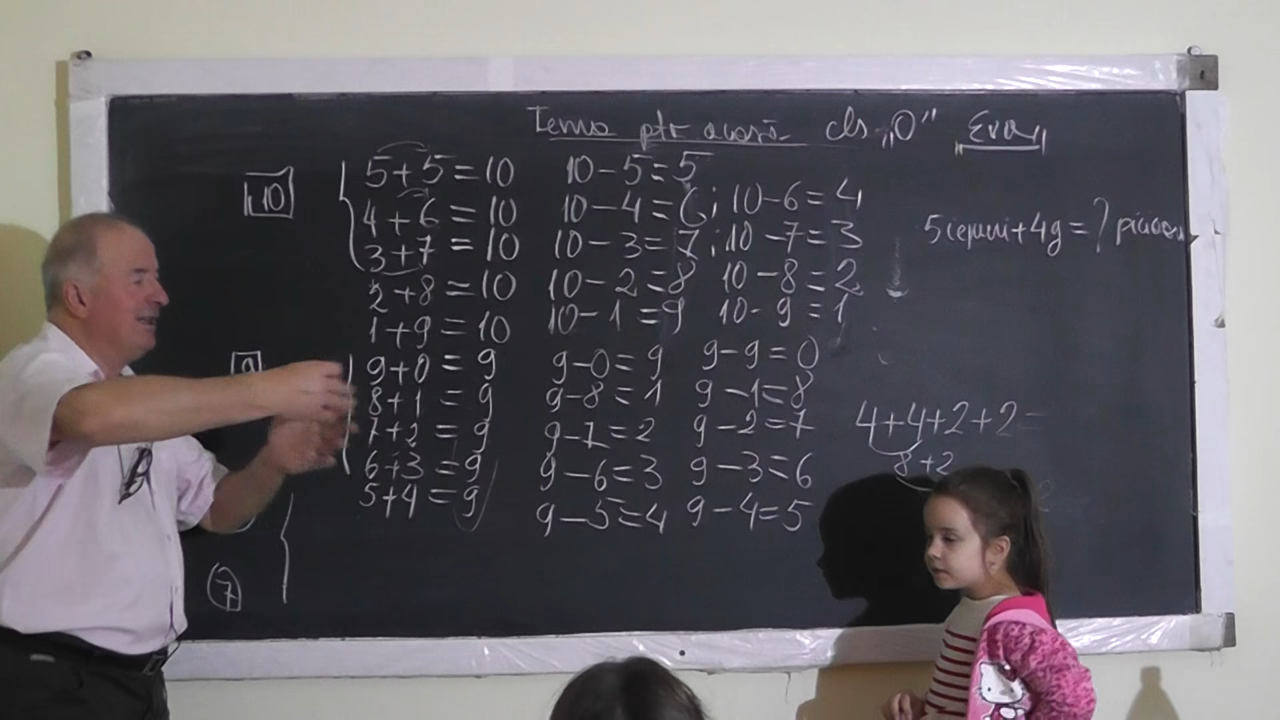 Tema ptr acasă cls „0”
10
5+5=10 10-5=5
4+6=10 10-4=6; 10-6=4
3+7=10 10-3=7; 10-7=3
2+8=10 10-2=8 10-8=2
1+9=10 10-1=9 10-9=1
5 iepuri+4g=?
9
9+0=9 9-0=9 9-9=0
8+1=9 9-8=1 9-1=8
7+2=9 9-7=2 9-2=7
6+3=9 9-6=3 9-3=6
5+4=9 9-5=4 9-4=5
4+4+2+2=
8+2
7